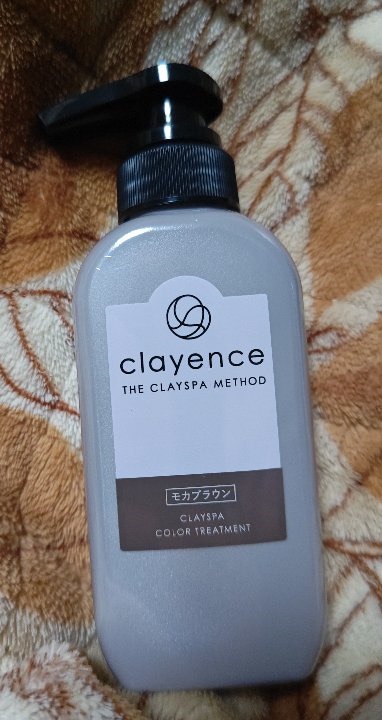 clayence
THE CLAYSPA METHOD
モカブラウン
CLAYSPA
COLOR TREATMENT